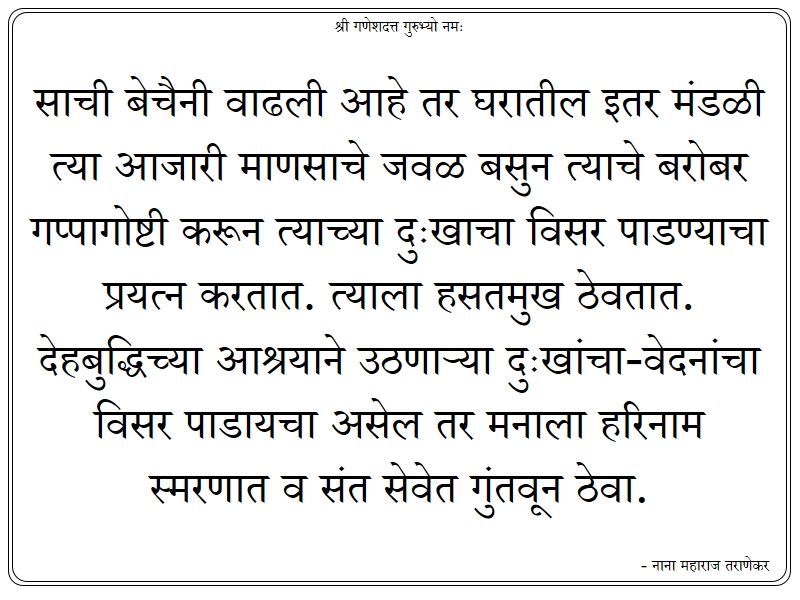 श्री गणेशदत्त गुरुभ्यो नमः
साची बेचैनी वाढली आहे तर घरातील इतर मंडळी
त्या आजारी माणसाचे जवळ बसुन त्याचे बरोबर
गप्पागोष्टी करून त्याच्या दुःखाचा विसर पाडण्याचा
प्रयत्न करतात. त्याला हसतमुख ठेवतात.
देहबुद्धिच्या आश्रयाने उठणाऱ्या दुःखांचा-वेदनांचा
विसर पाडायचा असेल तर मनाला हरिनाम
स्मरणात व संत सेवेत गुंतवून ठेवा.
- नाना महाराज तराणेकर